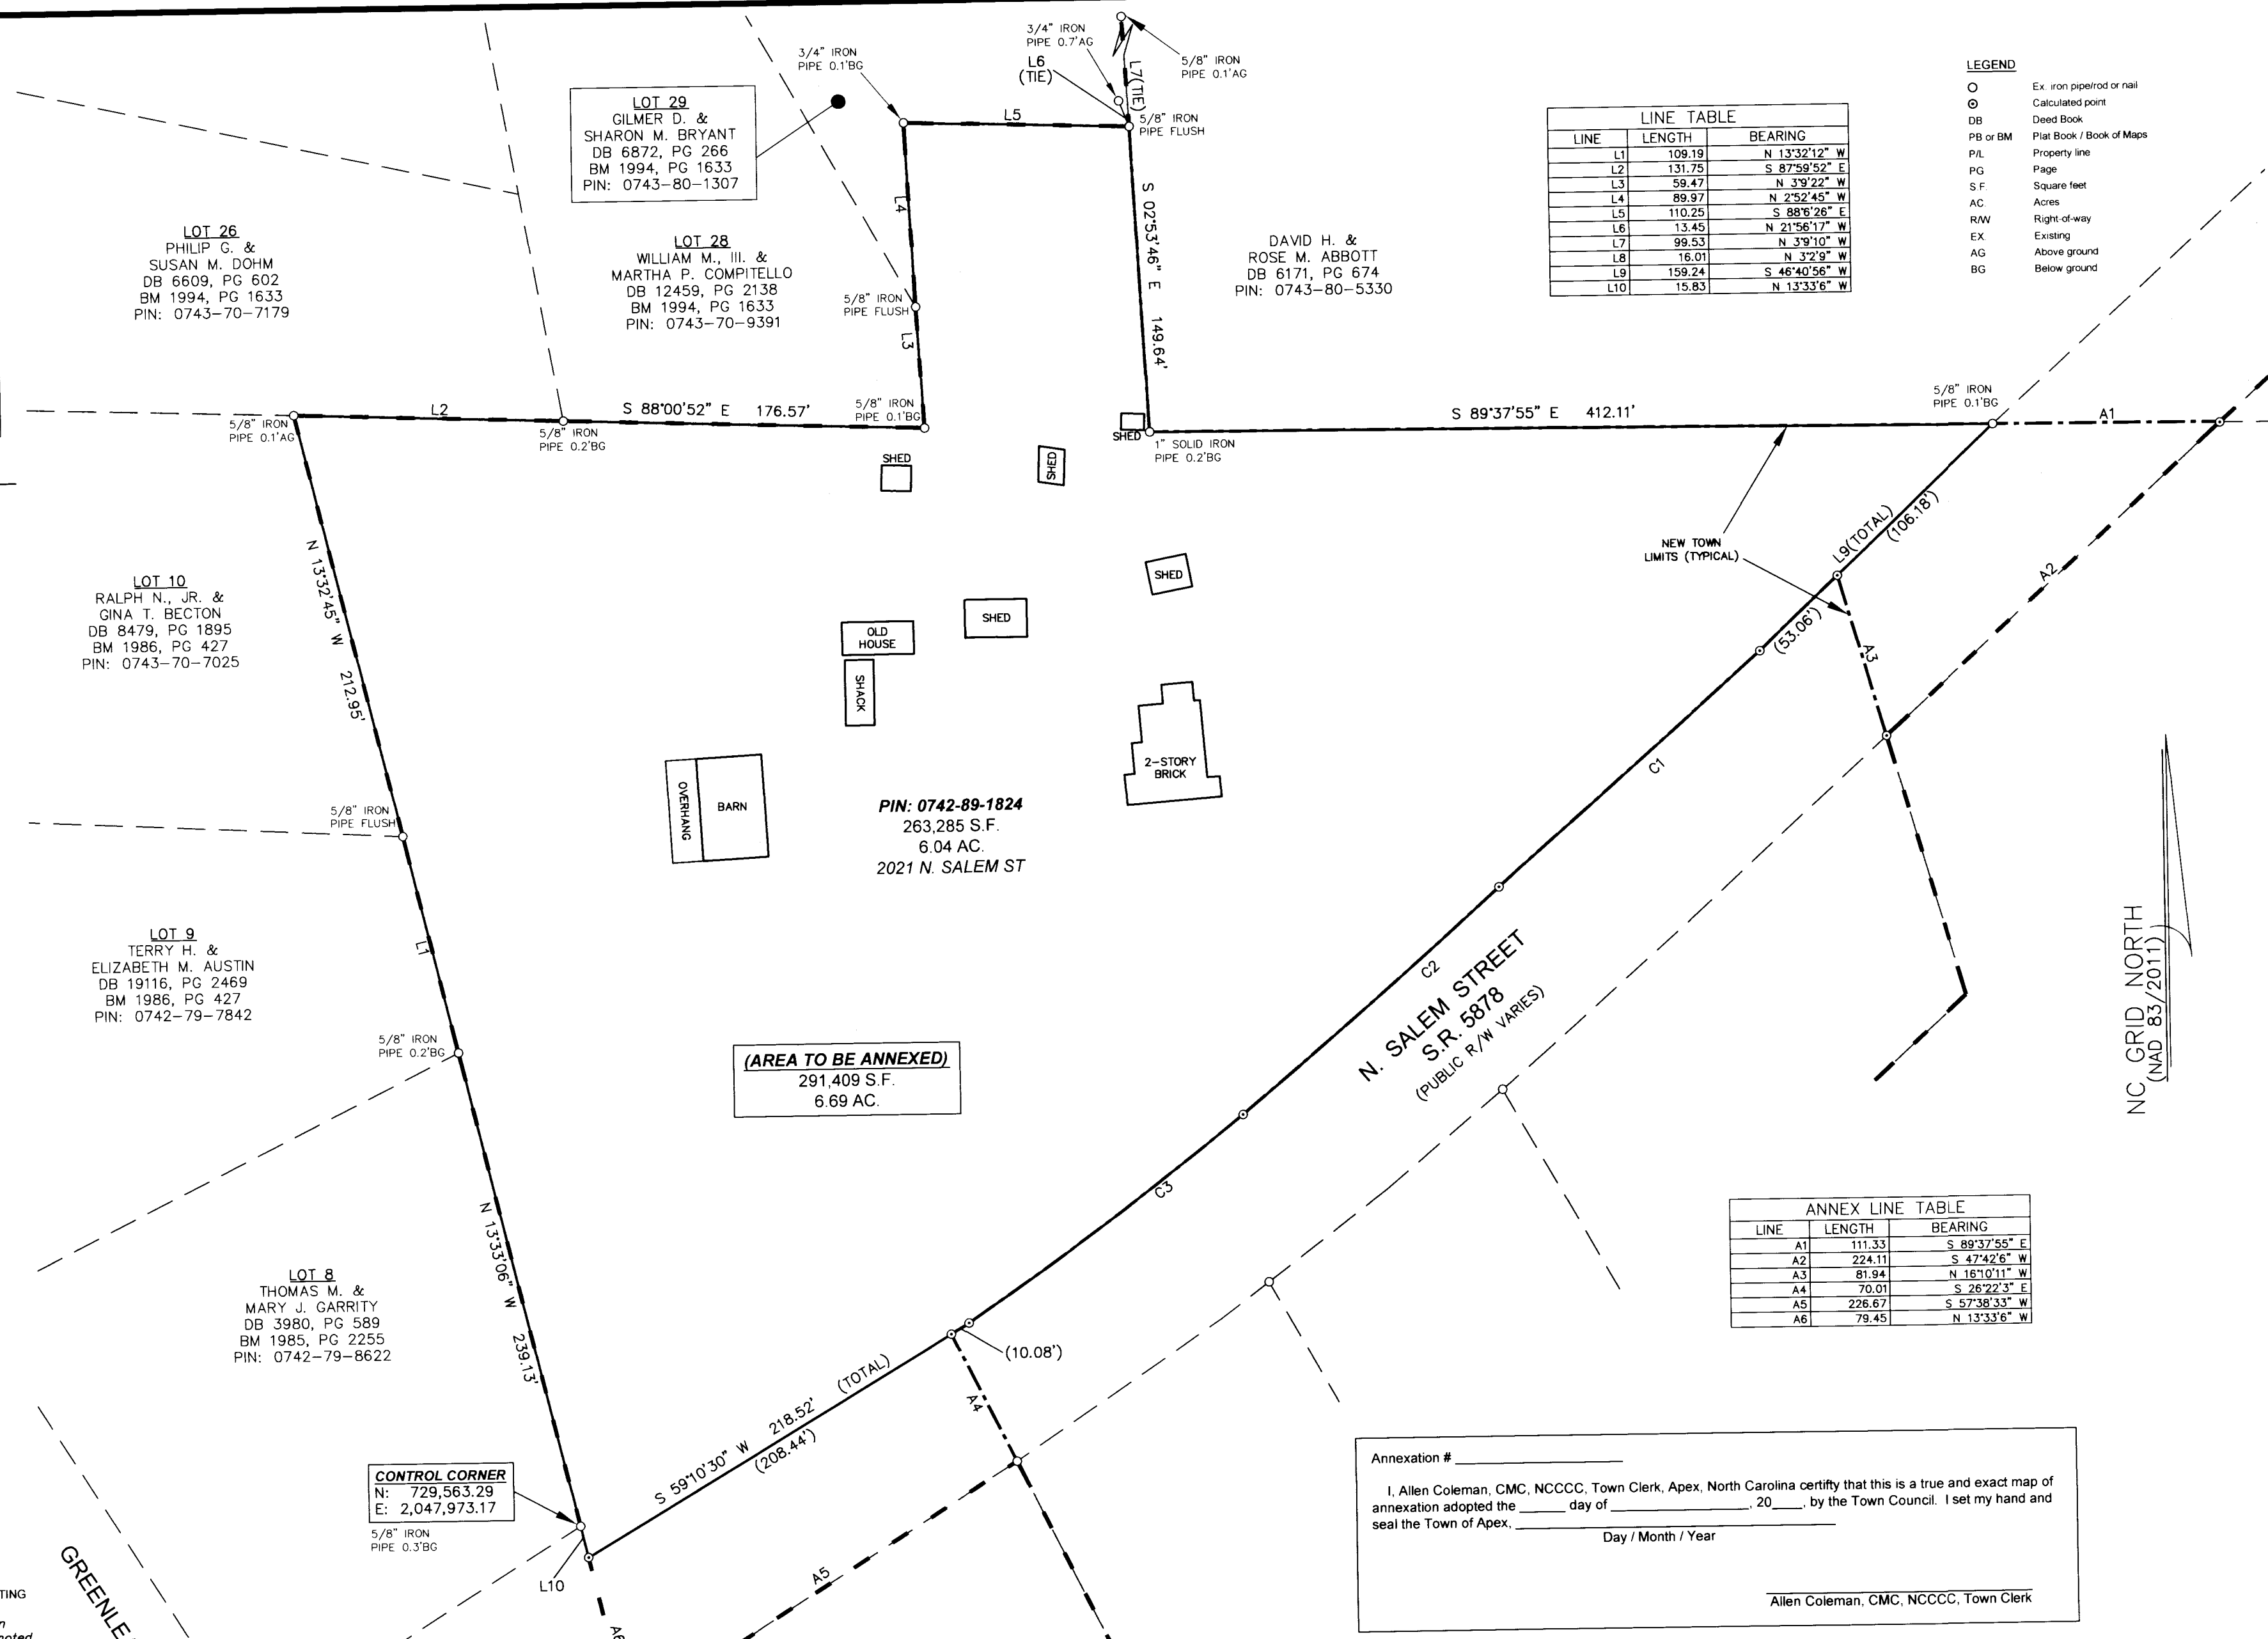 3/4" IRON
PIPE 0.1'BG
3/4" IRON
PIPE 0.7'AG
L6
(TIE)
L7(TIE)
5/8" IRON
PIPE 0.1'AG
5/8" IRON
PIPE FLUSH
L5
L4
L3
LOT 29
GILMER D. &
SHARON M. BRYANT
DB 6872, PG 266
BM 1994, PG 1633
PIN: 0743-80-1307
LOT 26
PHILIP G. &
SUSAN M. DOHM
DB 6609, PG 602
BM 1994, PG 1633
PIN: 0743-70-7179
LOT 28
WILLIAM M., III. &
MARTHA P. COMPITELLO
DB 12459, PG 2138
BM 1994, PG 1633
PIN: 0743-70-9391
5/8" IRON
PIPE FLUSH
S 02°53'46" E 149.64'
DAVID H. &
ROSE M. ABBOTT
DB 6171, PG 674
PIN: 0743-80-5330
LINE TABLE
LINE LENGTH BEARING
L1 109.19 N 13°32'12" W
L2 131.75 S 87°59'52" E
L3 59.47 N 3°9'22" W
L4 89.97 N 2°52'45" W
L5 110.25 S 88°6'26" E
L6 13.45 N 21°56'17" W
L7 99.53 N 3°9'10" W
L8 16.01 N 3°2'9" W
L9 159.24 S 46°40'56" W
L10 15.83 N 13°33'6" W
LEGEND
Ex. iron pipe/rod or nail
Calculated point
DB Deed Book
PB or BM Plat Book / Book of Maps
P/L Property line
PG Page
S.F. Square feet
AC Acres
R/W Right-of-way
EX Existing
AG Above ground
BG Below ground
L2
S 88°00'52" E 176.57'
5/8" IRON
PIPE 0.1'BG
5/8" IRON
PIPE 0.1'AG
5/8" IRON
PIPE 0.2'BG
SHED
1" SOLID IRON
PIPE 0.2'BG
S 89°37'55" E 412.11'
5/8" IRON
PIPE 0.1'BG
A1
SHED
SHED
NEW TOWN
LIMITS (TYPICAL)
L9(TOTAL)
(106.18')
(53.06')
A2
A3
N 13°32'45" W 212.95'
LOT 10
RALPH N., JR. &
GINA T. BECTON
DB 8479, PG 1895
BM 1986, PG 427
PIN: 0743-70-7025
SHED
SHED
OLD
HOUSE
SHACK
OVERHANG
BARN
2-STORY
BRICK
C1
PIN: 0742-89-1824
263,285 S.F.
6.04 AC.
2021 N. SALEM ST
5/8" IRON
PIPE FLUSH
L1
LOT 9
TERRY H. &
ELIZABETH M. AUSTIN
DB 19116, PG 2469
BM 1986, PG 427
PIN: 0742-79-7842
5/8" IRON
PIPE 0.2'BG
(AREA TO BE ANNEXED)
291,409 S.F.
6.69 AC.
C2
N. SALEM STREET
S.R. 5878
(PUBLIC R/W VARIES)
NC GRID NORTH
(NAD 83/2011)
C3
N 13°33'06" W 239.13'
LOT 8
THOMAS M. &
MARY J. GARRITY
DB 3980, PG 589
BM 1985, PG 2255
PIN: 0742-79-8622
ANNEX LINE TABLE
LINE LENGTH BEARING
A1 111.33 S 89°37'55" E
A2 224.11 S 47°42'6" W
A3 81.94 N 16°10'11" W
A4 70.01 S 26°22'3" E
A5 226.67 S 57°38'33" W
A6 79.45 N 13°33'6" W
(10.08')
S 59°10'30" W 218.52' (TOTAL)
(208.44')
A4
CONTROL CORNER
N: 729,563.29
E: 2,047,973.17
5/8" IRON
PIPE 0.3'BG
L10
A5
Annexation #
I, Allen Coleman, CMC, NCCCC, Town Clerk, Apex, North Carolina certifty that this is a true and exact map of
annexation adopted the ______ day of __________________, 20____, by the Town Council. I set my hand and
seal the Town of Apex,
Day / Month / Year
Allen Coleman, CMC, NCCCC, Town Clerk
GREENLE
TING
noted